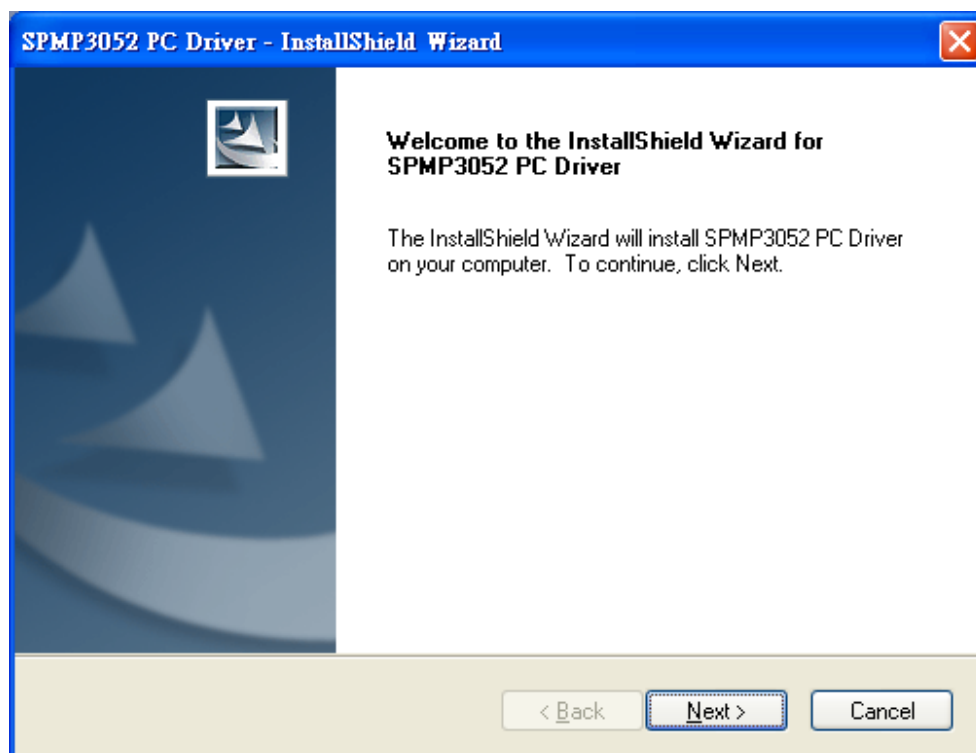 SPMP3052 PC Driver - InstallShield Wizard
Welcome to the InstallShield Wizard for
SPMP3052 PC Driver
The InstallShield Wizard will install SPMP3052 PC Driver
on your computer.  To continue, click Next.
< Back
Next >
Cancel